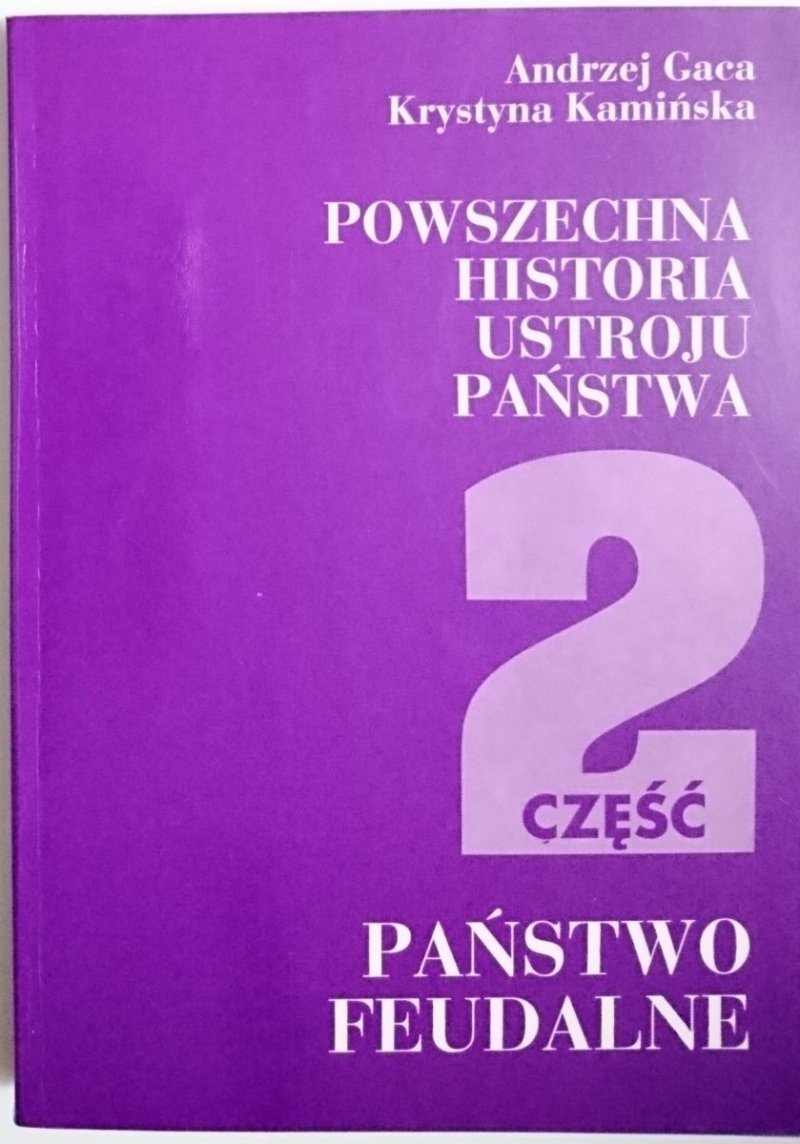 Andrzej Gaca
Krystyna Kamińska
POWSZECHNA
HISTORIA
USTROJU
PAŃSTWA
2
CZĘŚĆ
PAŃSTWO
FEUDALNE